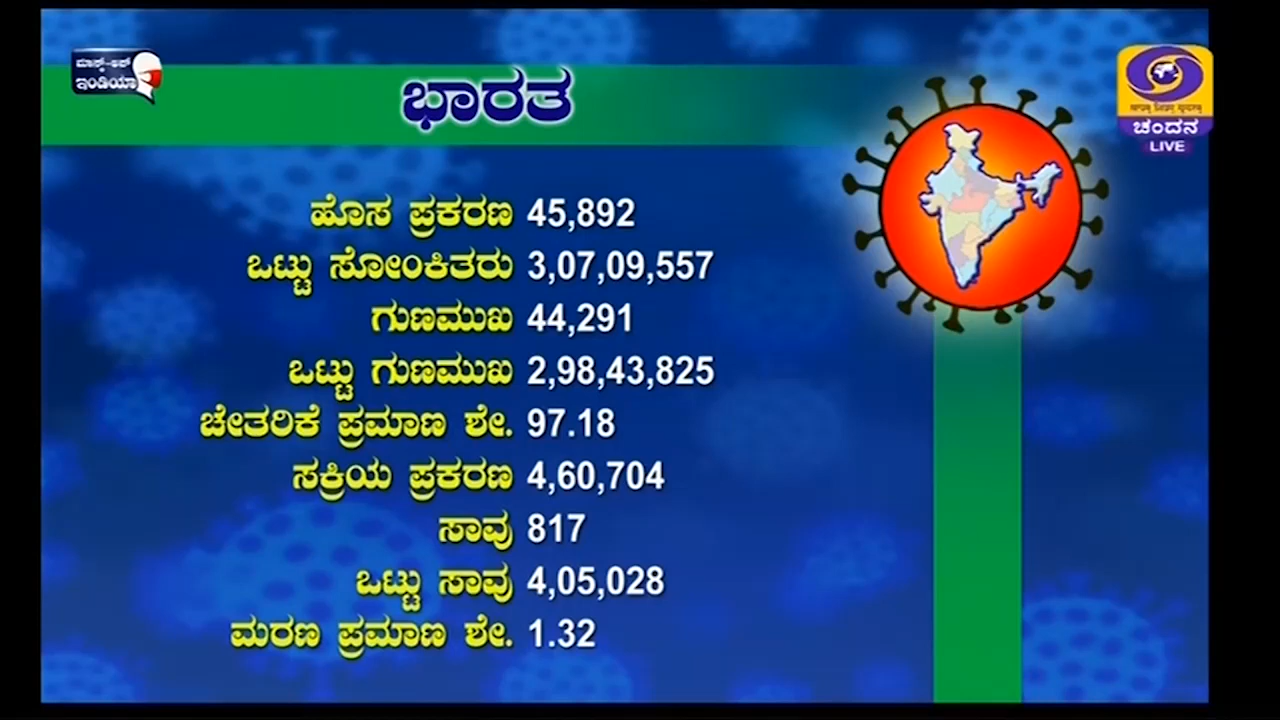 ಮಾಸ್ಕ್-ಅಪ್
ಇಂಡಿಯಾ
ಭಾರತ
ಚಂದನ
LIVE
ಹೊಸ ಪ್ರಕರಣ 45,892
ಒಟ್ಟು ಸೋಂಕಿತರು 3,07,09,557
ಗುಣಮುಖ 44,291
ಒಟ್ಟು ಗುಣಮುಖ 2,98,43,825
ಚೇತರಿಕೆ ಪ್ರಮಾಣ ಶೇ. 97.18
ಸಕ್ರಿಯ ಪ್ರಕರಣ 4,60,704
ಸಾವು 817
ಒಟ್ಟು ಸಾವು 4,05,028
ಮರಣ ಪ್ರಮಾಣ ಶೇ. 1.32